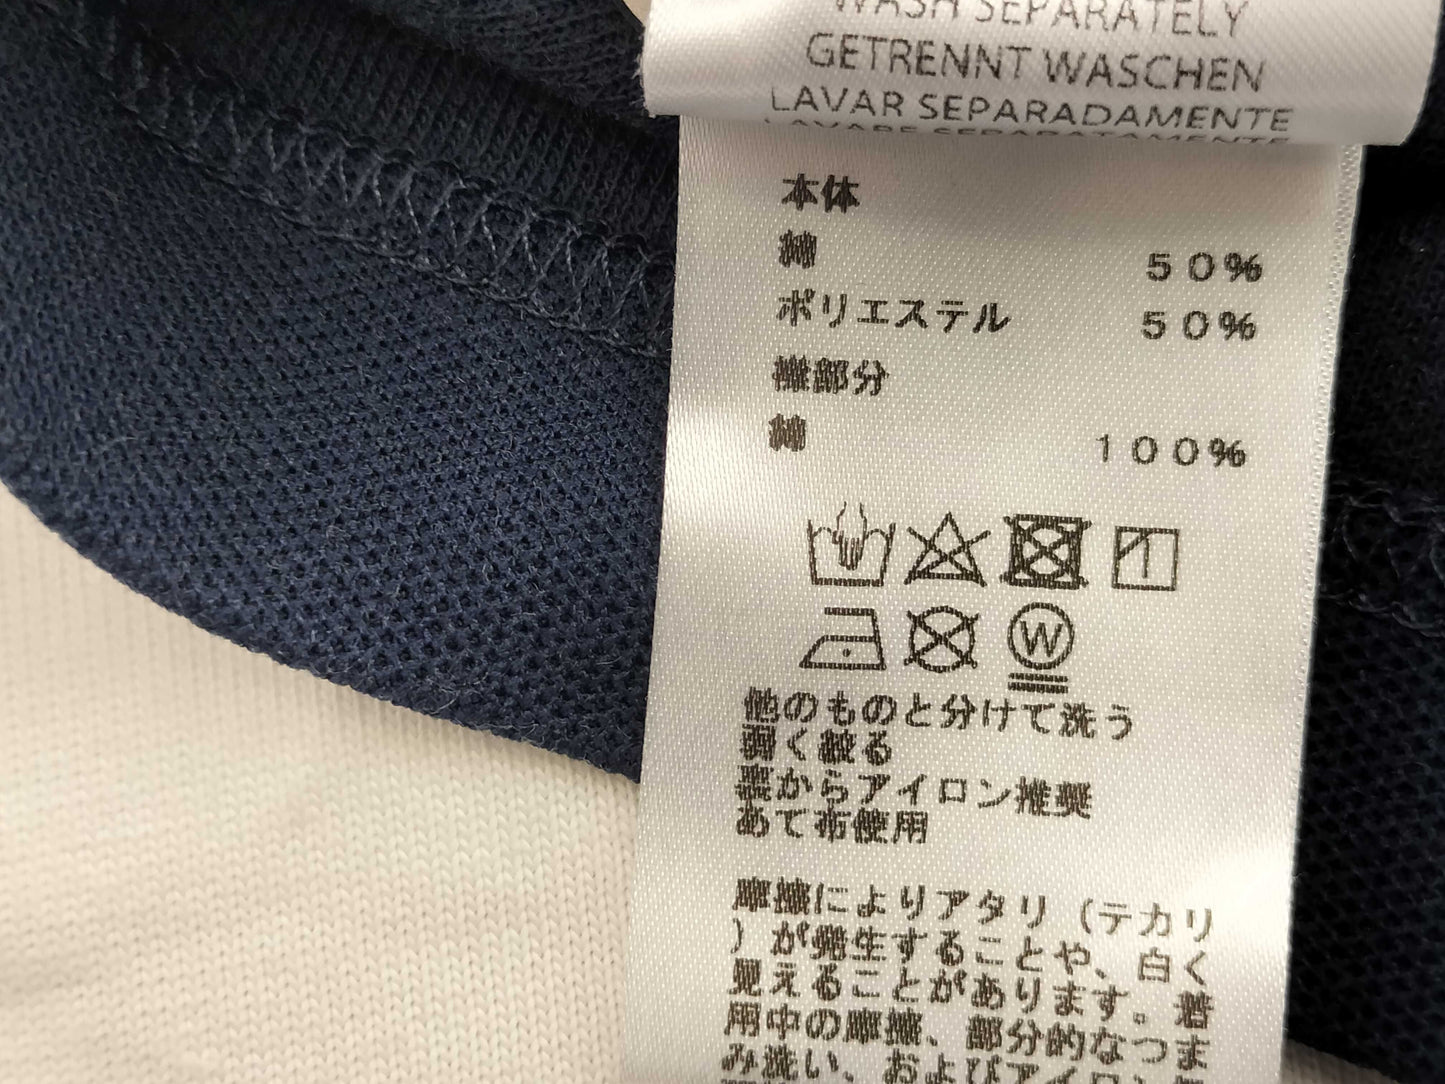 WASH SEPARATELY
GETRENNT WASCHEN
LAVAR SEPARADAMENTE
LAVARE SEPARATAMENTE
本体
綿 50%
ポリエステル 50%
襟部分
綿 100%
W
他のものと分けて洗う
弱く絞る
裏からアイロン推奨
あて布使用
摩擦によりアタリ（テカリ
）が発生することや、白く
見えることがあります。着
用中の摩擦、部分的なつま
み洗い、およびアイロン